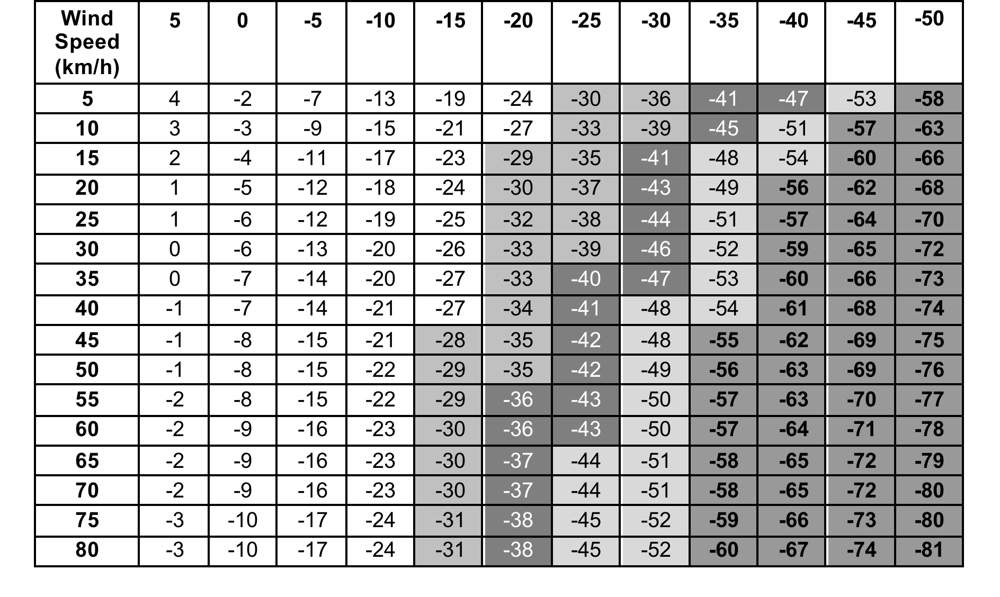 Wind Speed (km/h) 5 0 -5 -10 -15 -20 -25 -30 -35 -40 -45 -50
5 4 -2 -7 -13 -19 -24 -30 -36 -41 -47 -53 -58
10 3 -3 -9 -15 -21 -27 -33 -39 -45 -51 -57 -63
15 2 -4 -11 -17 -23 -29 -35 -41 -48 -54 -60 -66
20 1 -5 -12 -18 -24 -30 -37 -43 -49 -56 -62 -68
25 1 -6 -12 -19 -25 -32 -38 -44 -51 -57 -64 -70
30 0 -6 -13 -20 -26 -33 -39 -46 -52 -59 -65 -72
35 0 -7 -14 -20 -27 -33 -40 -47 -53 -60 -66 -73
40 -1 -7 -14 -21 -27 -34 -41 -48 -54 -61 -68 -74
45 -1 -8 -15 -21 -28 -35 -42 -48 -55 -62 -69 -75
50 -1 -8 -15 -22 -29 -35 -42 -49 -56 -63 -69 -76
55 -2 -8 -15 -22 -29 -36 -43 -50 -57 -63 -70 -77
60 -2 -9 -16 -23 -30 -36 -43 -50 -57 -64 -71 -78
65 -2 -9 -16 -23 -30 -37 -44 -51 -58 -65 -72 -79
70 -2 -9 -16 -23 -30 -37 -44 -51 -58 -65 -72 -80
75 -3 -10 -17 -24 -31 -38 -45 -52 -59 -66 -73 -80
80 -3 -10 -17 -24 -31 -38 -45 -52 -60 -67 -74 -81